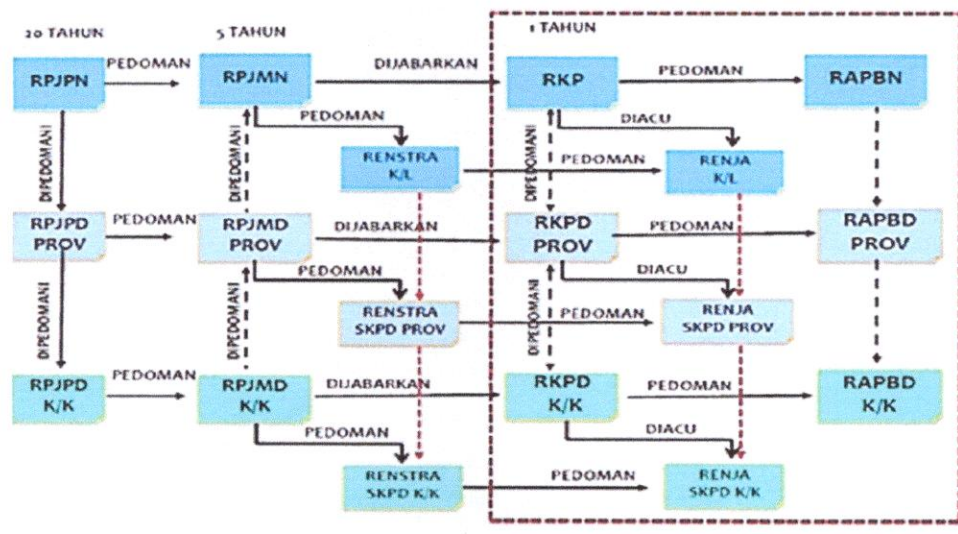 20 TAHUN
5 TAHUN
1 TAHUN
RPJPN
PEDOMAN
RPJMN
DIJABARKAN
RKP
PEDOMAN
RAPBN
PEDOMAN
DIACU
DIPEDOMANI
DIPEDOMANI
RENSTRA
K/L
PEDOMAN
DIPEDOMANI
RENJA
K/L
RPJPD
PROV
PEDOMAN
RPJMD
PROV
DIJABARKAN
RKPD
PROV
PEDOMAN
RAPBD
PROV
PEDOMAN
DIACU
DIPEDOMANI
DIPEDOMANI
RENSTRA
SKPD PROV
PEDOMAN
DIPEDOMANI
RENJA
SKPD PROV
RPJPD
K/K
PEDOMAN
RPJMD
K/K
DIJABARKAN
RKPD
K/K
PEDOMAN
RAPBD
K/K
PEDOMAN
DIACU
RENSTRA
SKPD K/K
PEDOMAN
RENJA
SKPD K/K